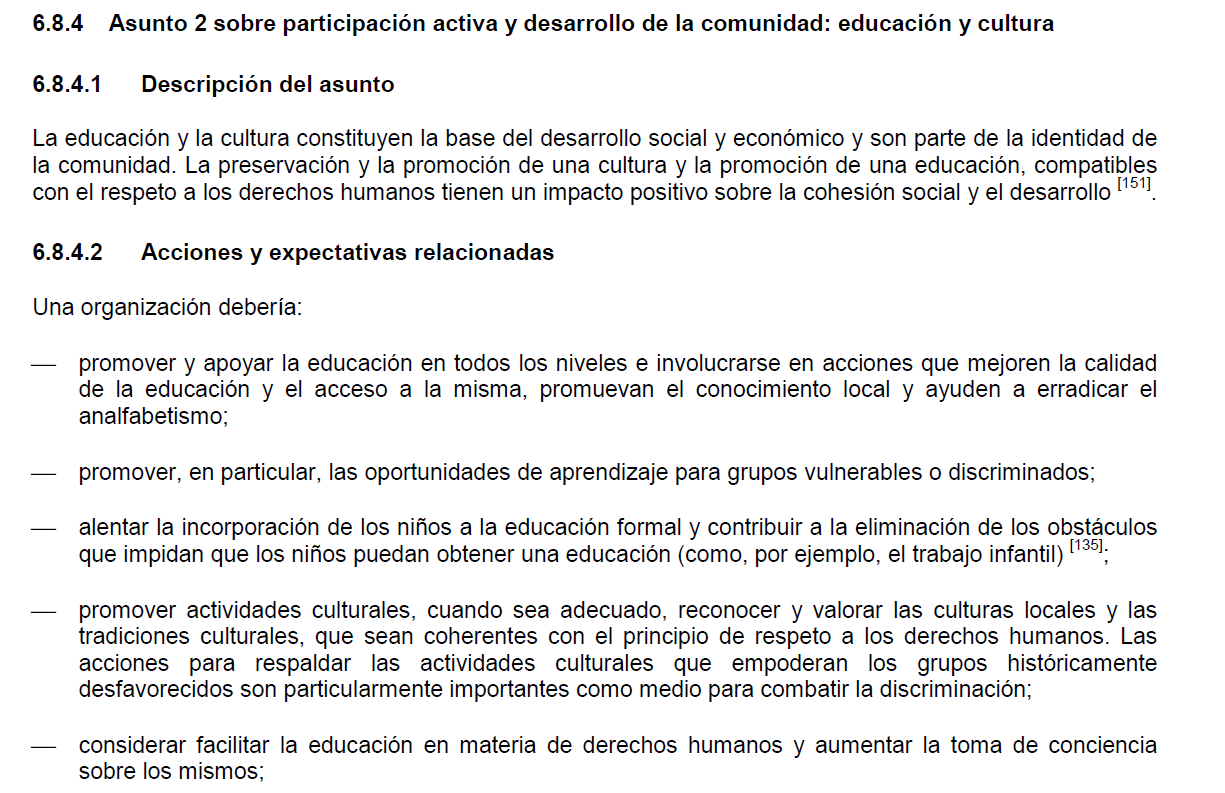 6.8.4 Asunto 2 sobre participación activa y desarrollo de la comunidad: educación y cultura
6.8.4.1 Descripción del asunto
La educación y la cultura constituyen la base del desarrollo social y económico y son parte de la identidad de
la comunidad. La preservación y la promoción de una cultura y la promoción de una educación, compatibles
con el respeto a los derechos humanos tienen un impacto positivo sobre la cohesión social y el desarrollo [151].
6.8.4.2 Acciones y expectativas relacionadas
Una organización debería:
— promover y apoyar la educación en todos los niveles e involucrarse en acciones que mejoren la calidad
de la educación y el acceso a la misma, promuevan el conocimiento local y ayuden a erradicar el
analfabetismo;
— promover, en particular, las oportunidades de aprendizaje para grupos vulnerables o discriminados;
— alentar la incorporación de los niños a la educación formal y contribuir a la eliminación de los obstáculos
que impidan que los niños puedan obtener una educación (como, por ejemplo, el trabajo infantil) [135];
— promover actividades culturales, cuando sea adecuado, reconocer y valorar las culturas locales y las
tradiciones culturales, que sean coherentes con el principio de respeto a los derechos humanos. Las
acciones para respaldar las actividades culturales que empoderan los grupos históricamente
desfavorecidos son particularmente importantes como medio para combatir la discriminación;
— considerar facilitar la educación en materia de derechos humanos y aumentar la toma de conciencia
sobre los mismos;